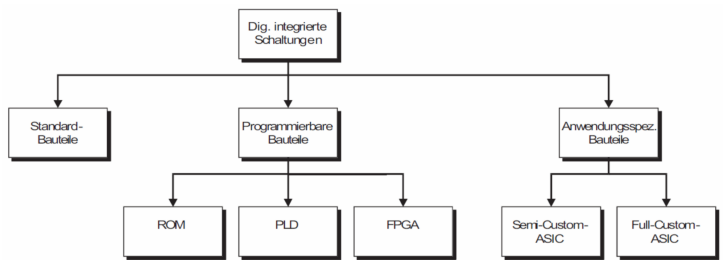 Dig. integrierte
Schaltungen
Standard-
Bauteile
Programmierbare
Bauteile
Anwendungsspez.
Bauteile
ROM
PLD
FPGA
Semi-Custom-
ASIC
Full-Custom-
ASIC